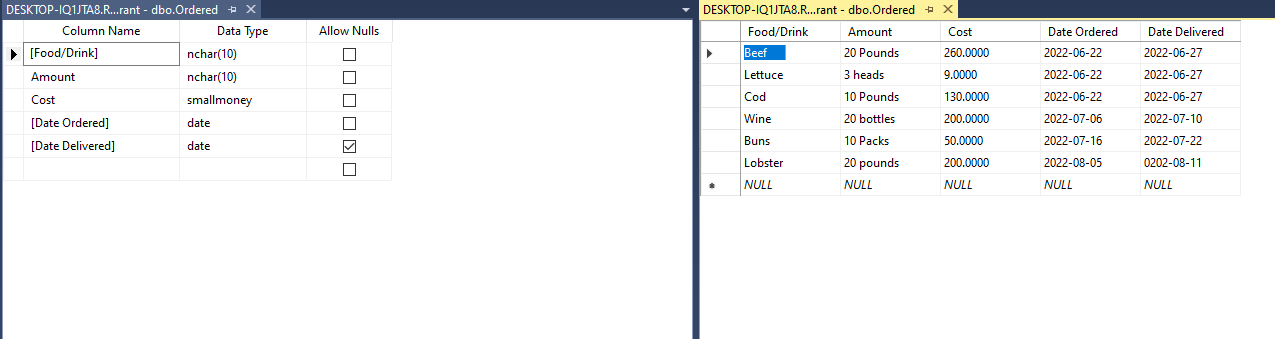 DESKTOP-IQ1JTA8.R...rant - dbo.Ordered
Column Name Data Type Allow Nulls
[Food/Drink] nchar(10)
Amount nchar(10)
Cost smallmoney
[Date Ordered] date
[Date Delivered] date
DESKTOP-IQ1JTA8.R...rant - dbo.Ordered
Food/Drink Amount Cost Date Ordered Date Delivered
Beef 20 Pounds 260.0000 2022-06-22 2022-06-27
Lettuce 3 heads 9.0000 2022-06-22 2022-06-27
Cod 10 Pounds 130.0000 2022-06-22 2022-06-27
Wine 20 bottles 200.0000 2022-07-06 2022-07-10
Buns 10 Packs 50.0000 2022-07-16 2022-07-22
Lobster 20 pounds 200.0000 2022-08-05 0202-08-11
NULL NULL NULL NULL NULL